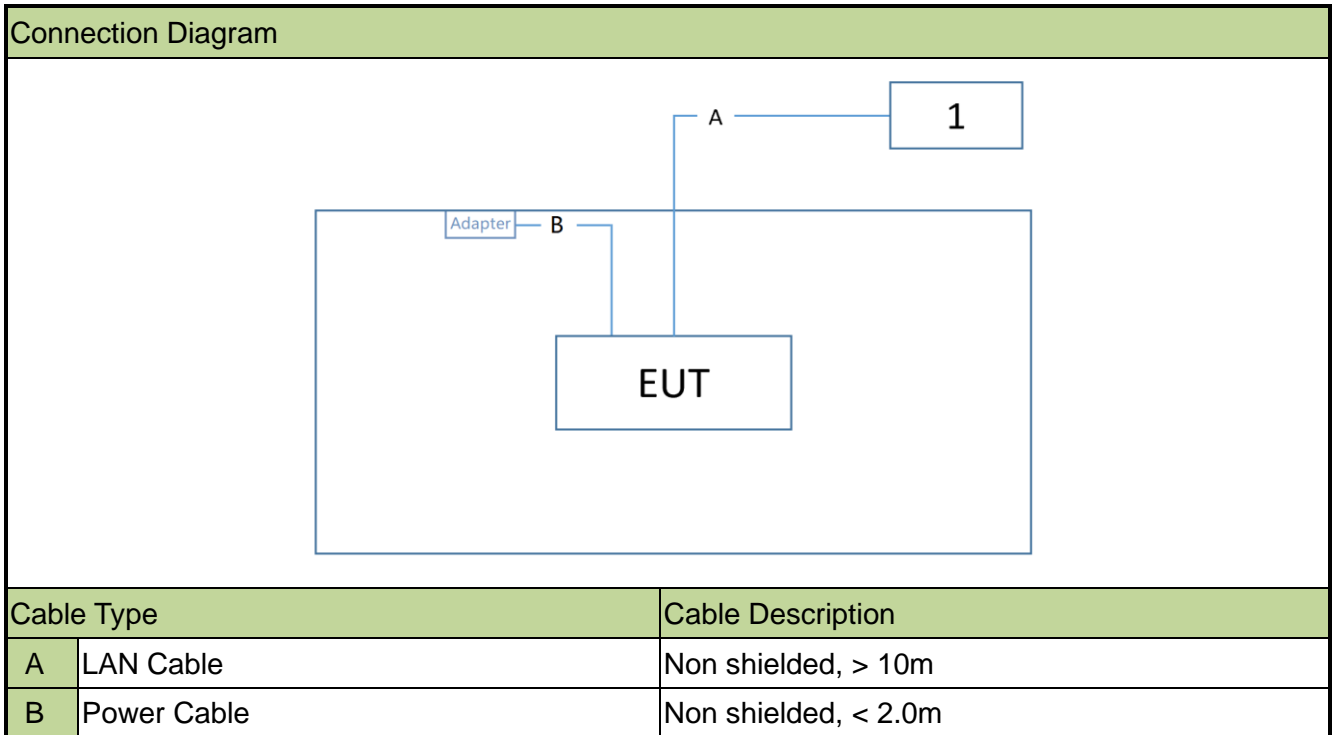 Connection Diagram
A
1
Adapter B
EUT
Cable Type Cable Description
A LAN Cable Non shielded, > 10m
B Power Cable Non shielded, < 2.0m